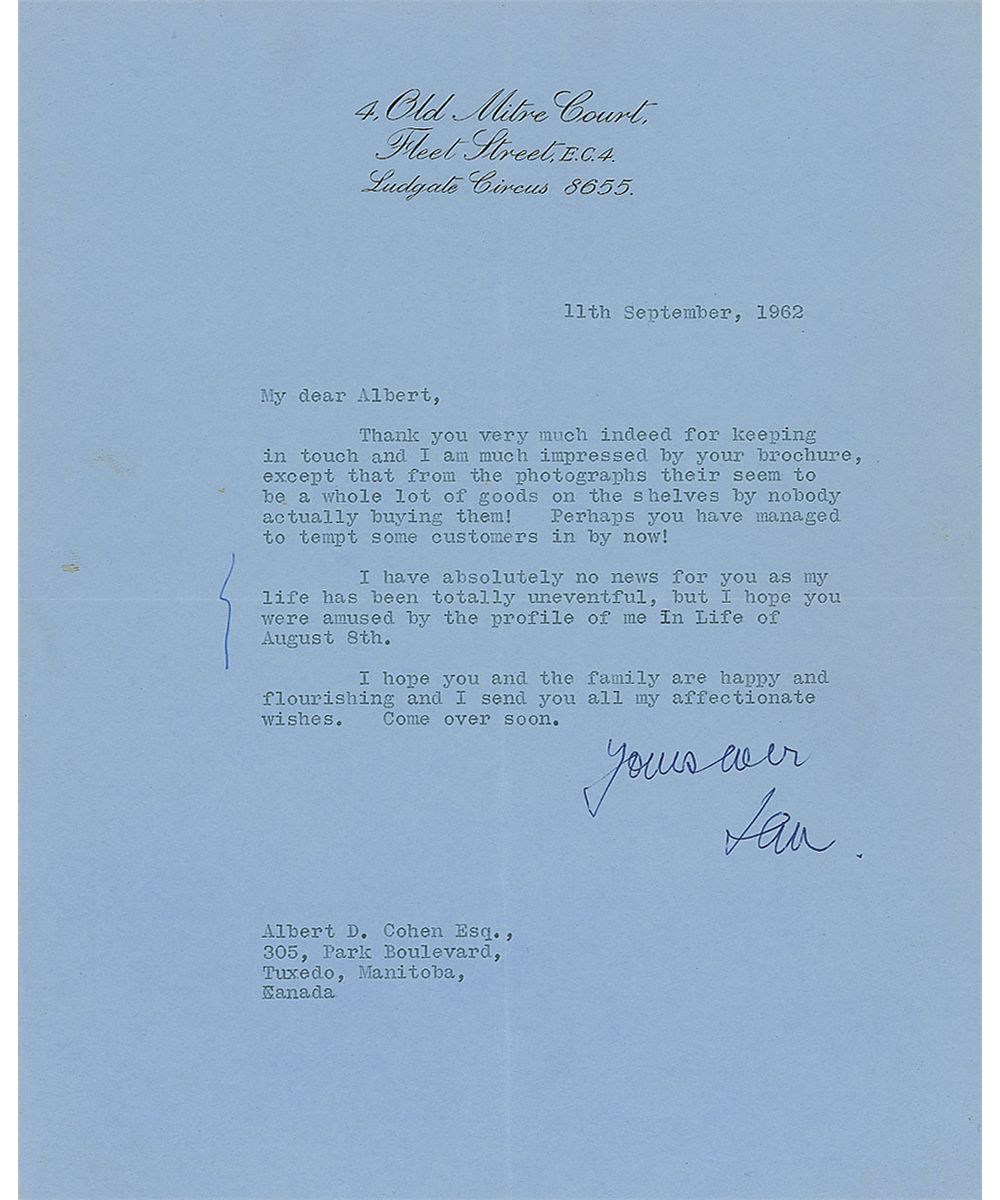 4, Old Mitre Court,
Fleet Street, E.C.4.
Ludgate Circus 8655.
11th September, 1962
My dear Albert,
Thank you very much indeed for keeping
in touch and I am much impressed by your brochure,
except that from the photographs their seem to
be a whole lot of goods on the shelves by nobody
actually buying them! Perhaps you have managed
to tempt some customers in by now!
I have absolutely no news for you as my
life has been totally uneventful, but I hope you
were amused by the profile of me In Life of
August 8th.
I hope you and the family are happy and
flourishing and I send you all my affectionate
wishes. Come over soon.
Yours ever
Ian.
Albert D. Cohen Esq.,
305, Park Boulevard,
Tuxedo, Manitoba,
Canada